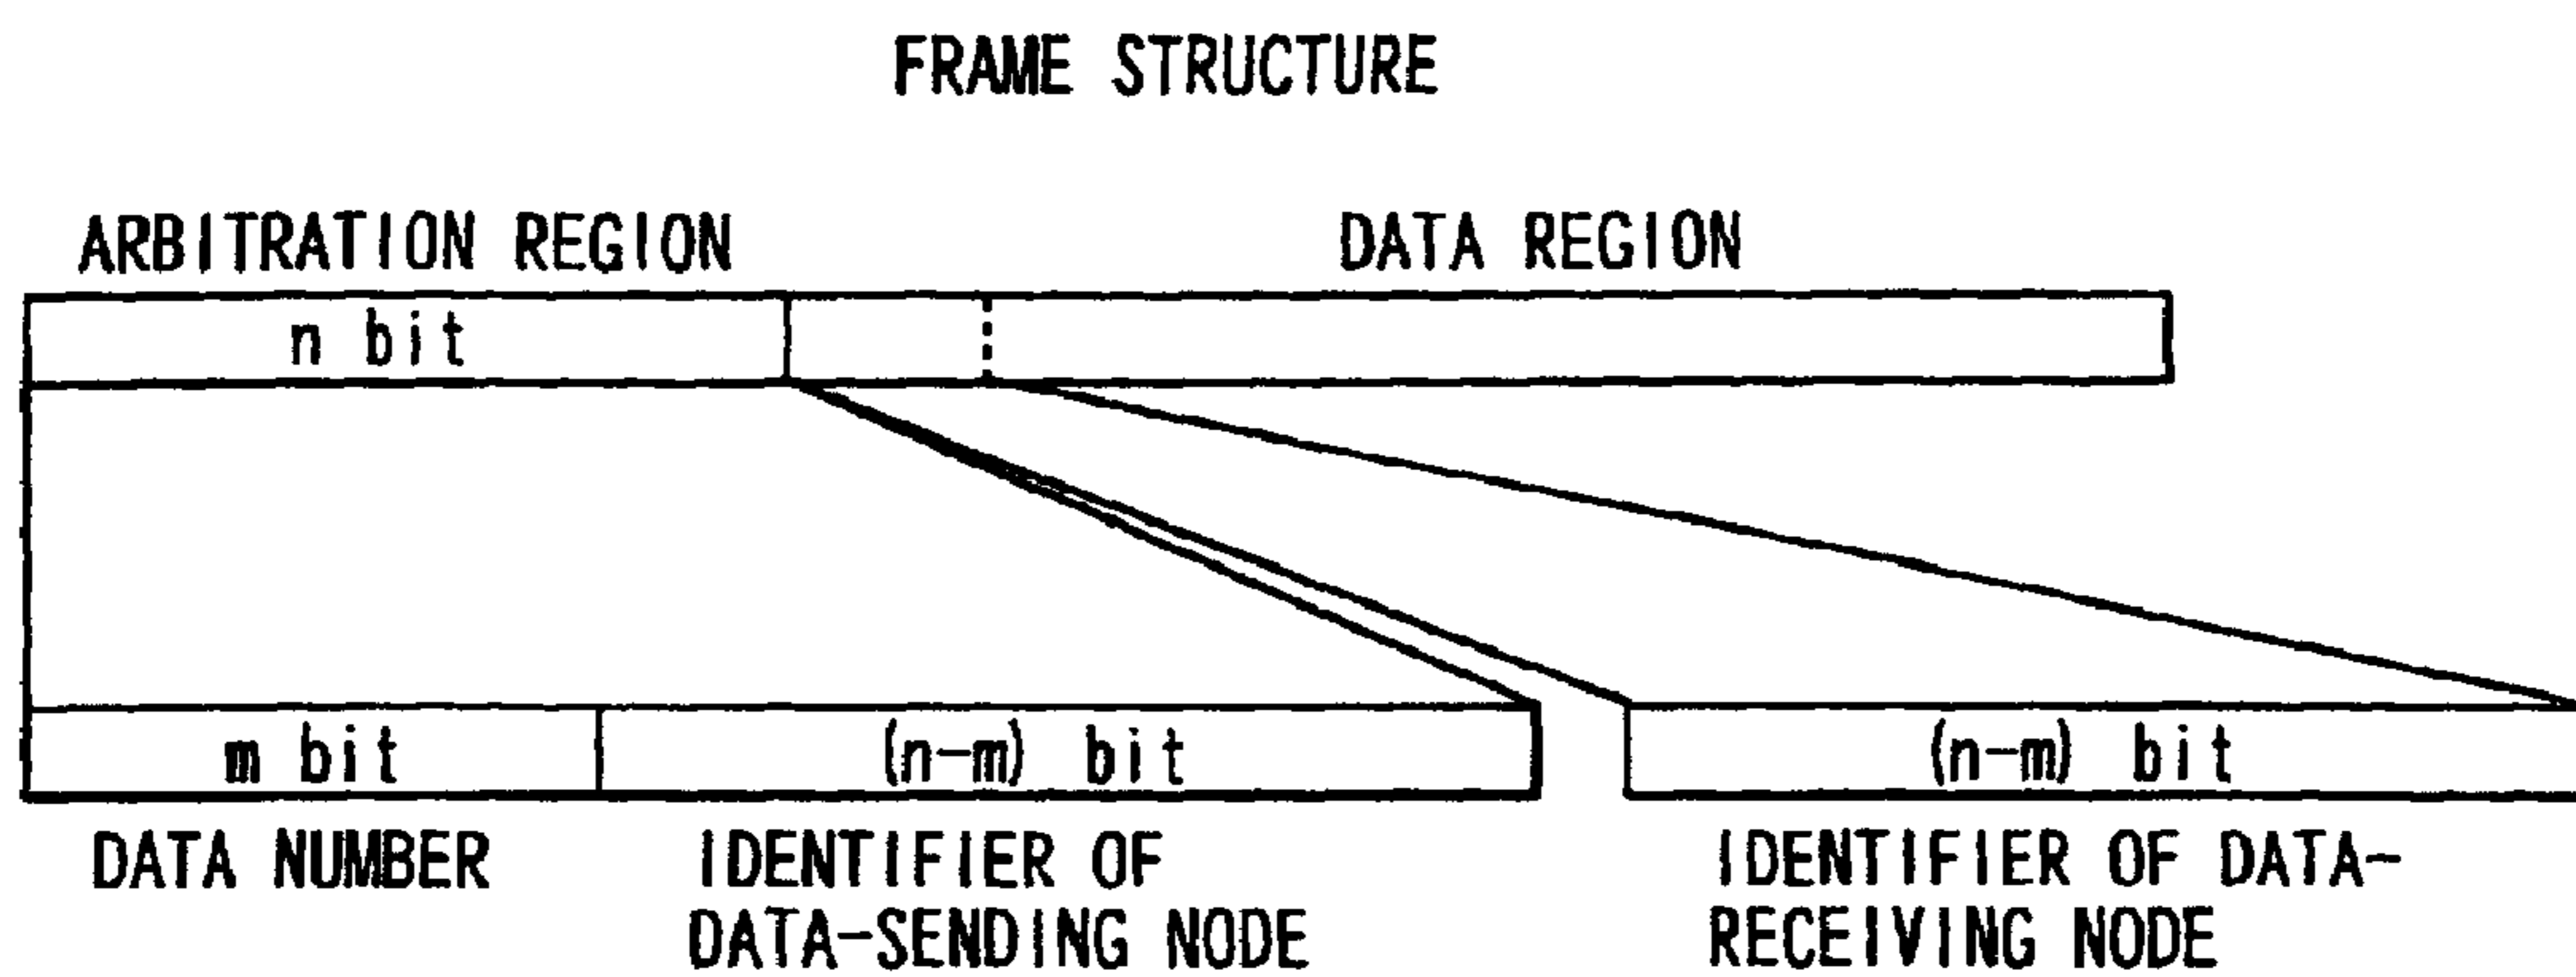 FRAME STRUCTURE
ARBITRATION REGION
DATA REGION
n bit
m bit
(n-m) bit
(n-m) bit
DATA NUMBER
IDENTIFIER OF
DATA-SENDING NODE
IDENTIFIER OF DATA-
RECEIVING NODE